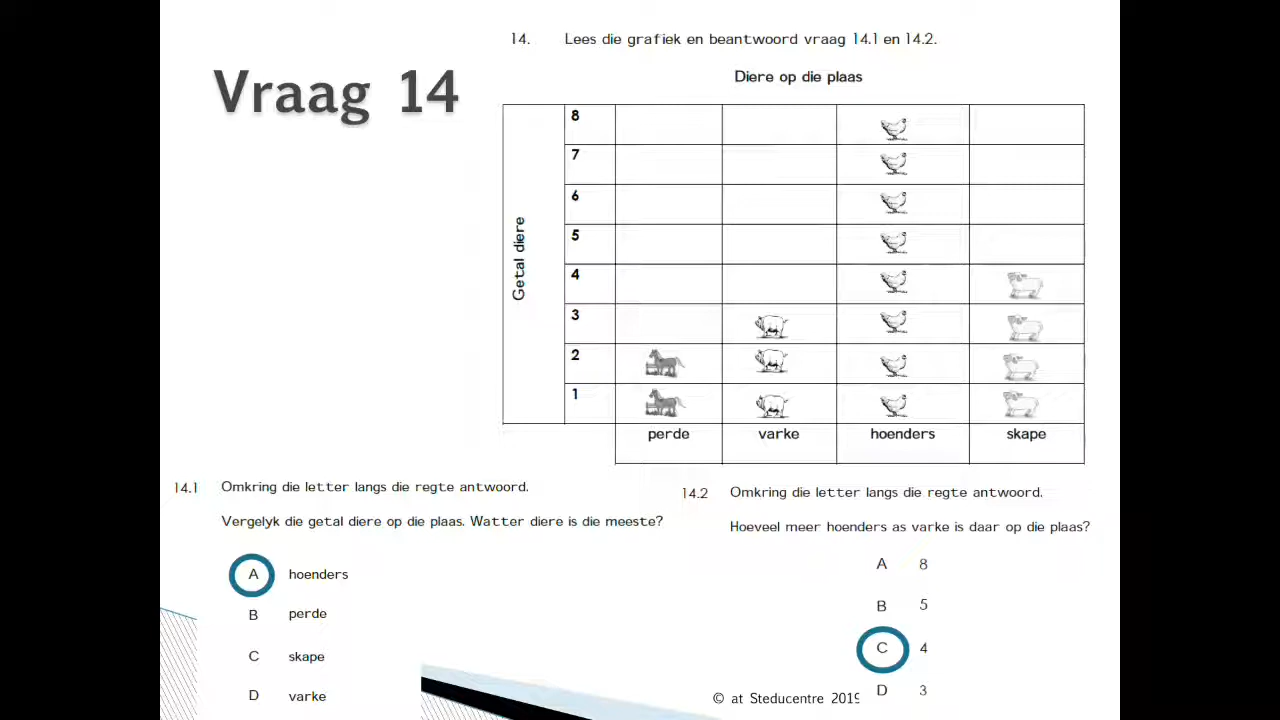 Vraag 14
14. Lees die grafiek en beantwoord vraag 14.1 en 14.2.
Diere op die plaas
Getal diere
8
7
6
5
4
3
2
1
perde varke hoenders skape
14.1 Omkring die letter langs die regte antwoord.
Vergelyk die getal diere op die plaas. Watter diere is die meeste?
A hoenders
B perde
C skape
D varke
14.2 Omkring die letter langs die regte antwoord.
Hoeveel meer hoenders as varke is daar op die plaas?
A 8
B 5
C 4
D 3
© at Steducentre 2019